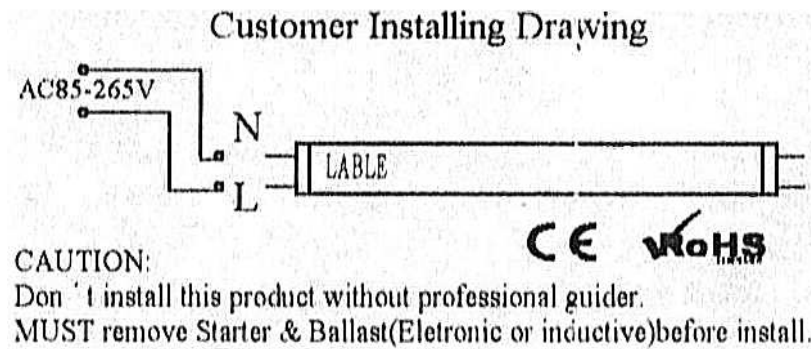 Customer Installing Drawing
AC85-265V
N
L
LABLE
CE RoHS
CAUTION:
Don't install this product without professional guider.
MUST remove Starter & Ballast(Eletronic or inductive)before install.